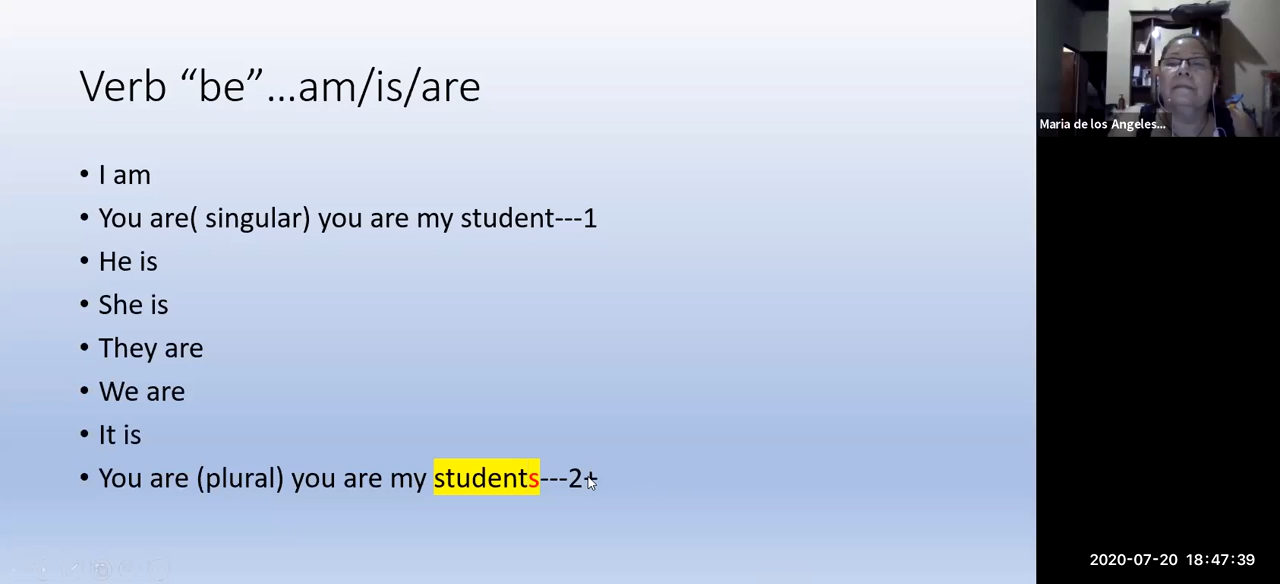 Verb “be”...am/is/are
• I am
• You are( singular) you are my student---1
• He is
• She is
• They are
• We are
• It is
• You are (plural) you are my students---2+
Maria de los Angeles...
2020-07-20 18:47:39